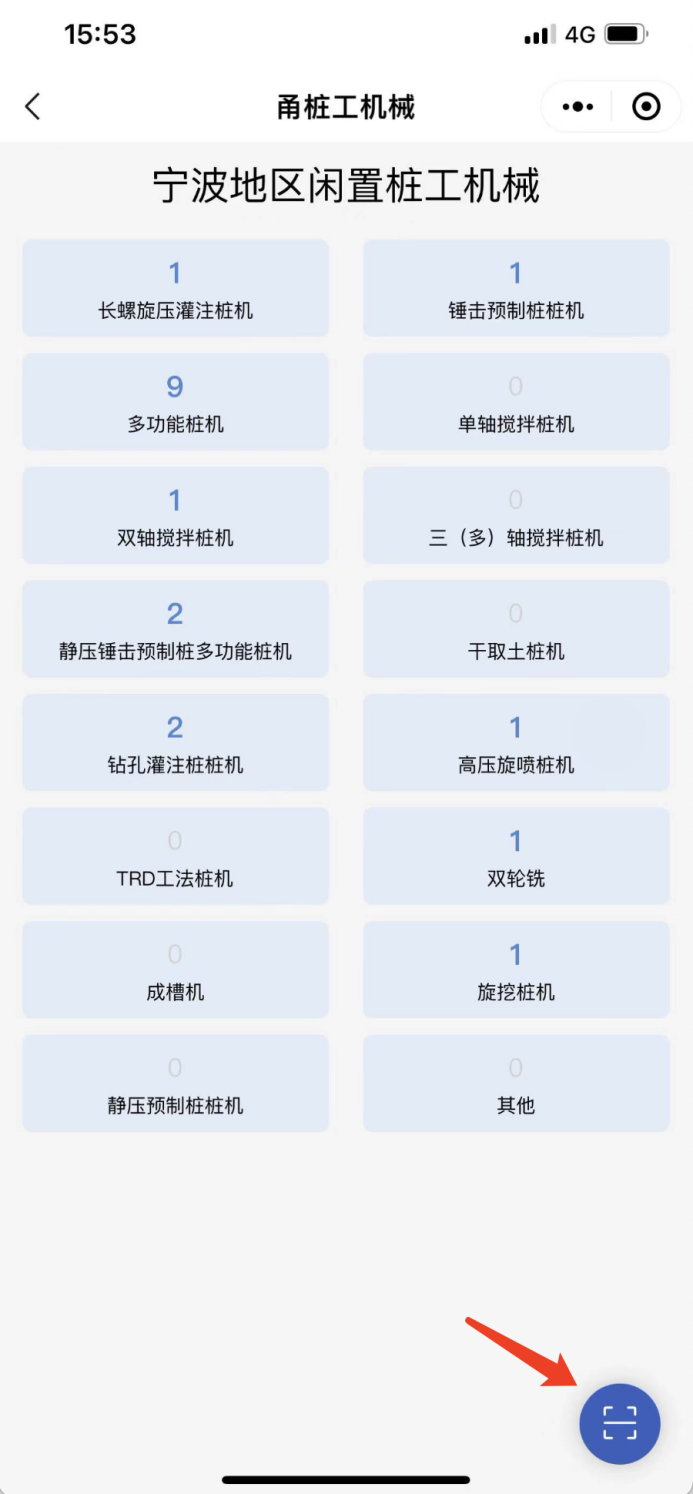 15:53
4G
甬桩工机械
宁波地区闲置桩工机械
1
长螺旋压灌注桩机
1
锤击预制桩桩机
9
多功能桩机
0
单轴搅拌桩机
1
双轴搅拌桩机
0
三（多）轴搅拌桩机
2
静压锤击预制桩多功能桩机
0
干取土桩机
2
钻孔灌注桩桩机
1
高压旋喷桩机
0
TRD工法桩机
1
双轮铣
0
成槽机
1
旋挖桩机
0
静压预制桩桩机
0
其他